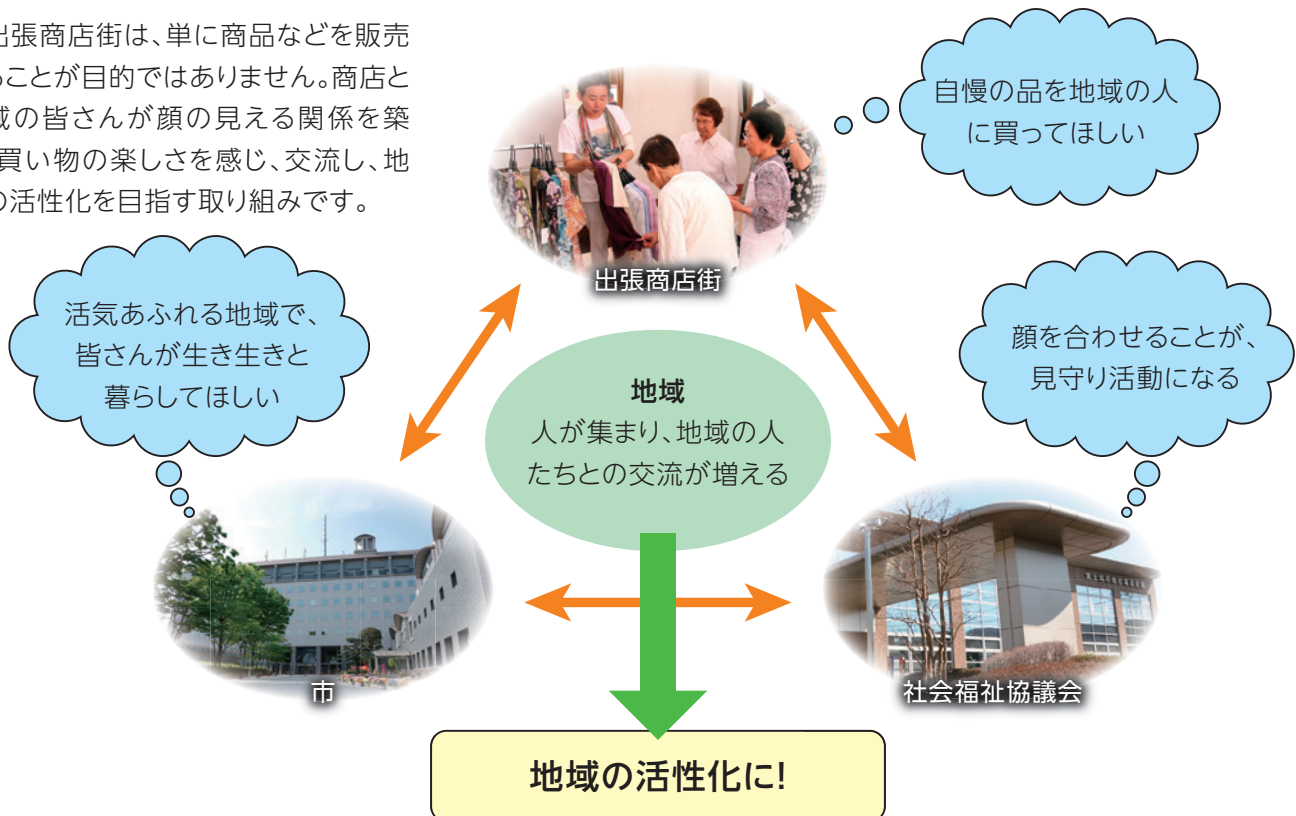 出張商店街は、単に商品などを販売
ることが目的ではありません。商店と
域の皆さんが顔の見える関係を築
買い物の楽しさを感じ、交流し、地
の活性化を目指す取り組みです。
自慢の品を地域の人
に買ってほしい
出張商店街
活気あふれる地域で、
皆さんが生き生きと
暮らしてほしい
顔を合わせることが、
見守り活動になる
地域
人が集まり、地域の人
たちとの交流が増える
市
社会福祉協議会
地域の活性化に!